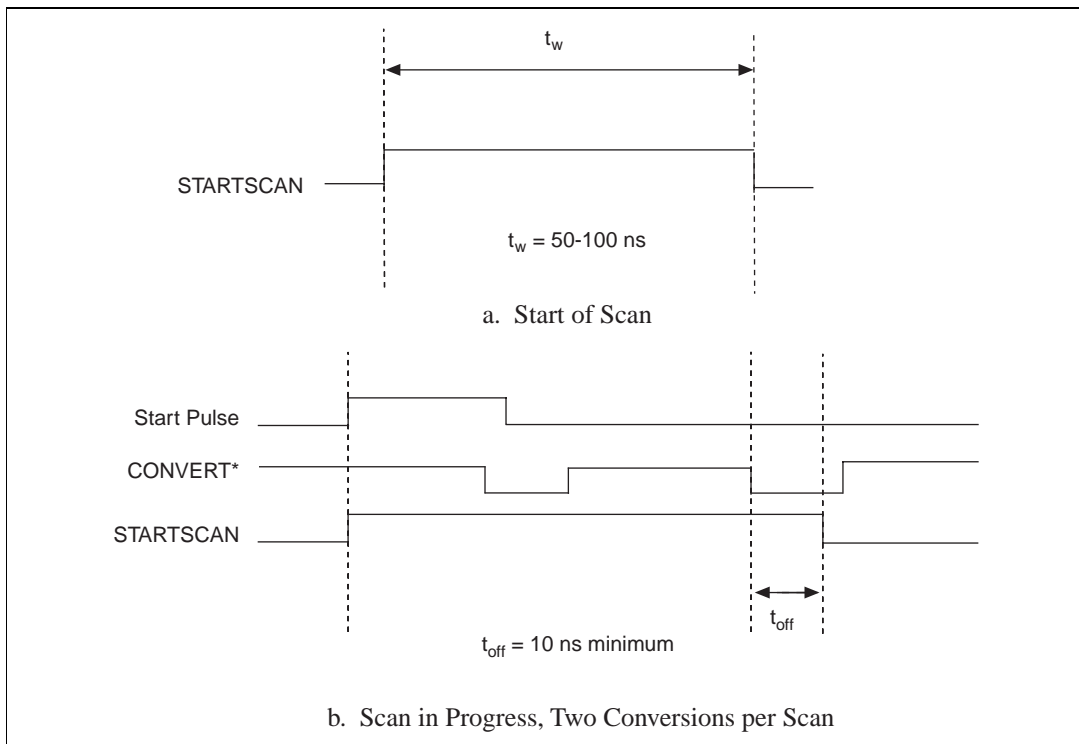 t_w
STARTSCAN
t_w = 50-100 ns
a. Start of Scan
Start Pulse
CONVERT*
STARTSCAN
t_off
t_off = 10 ns minimum
b. Scan in Progress, Two Conversions per Scan